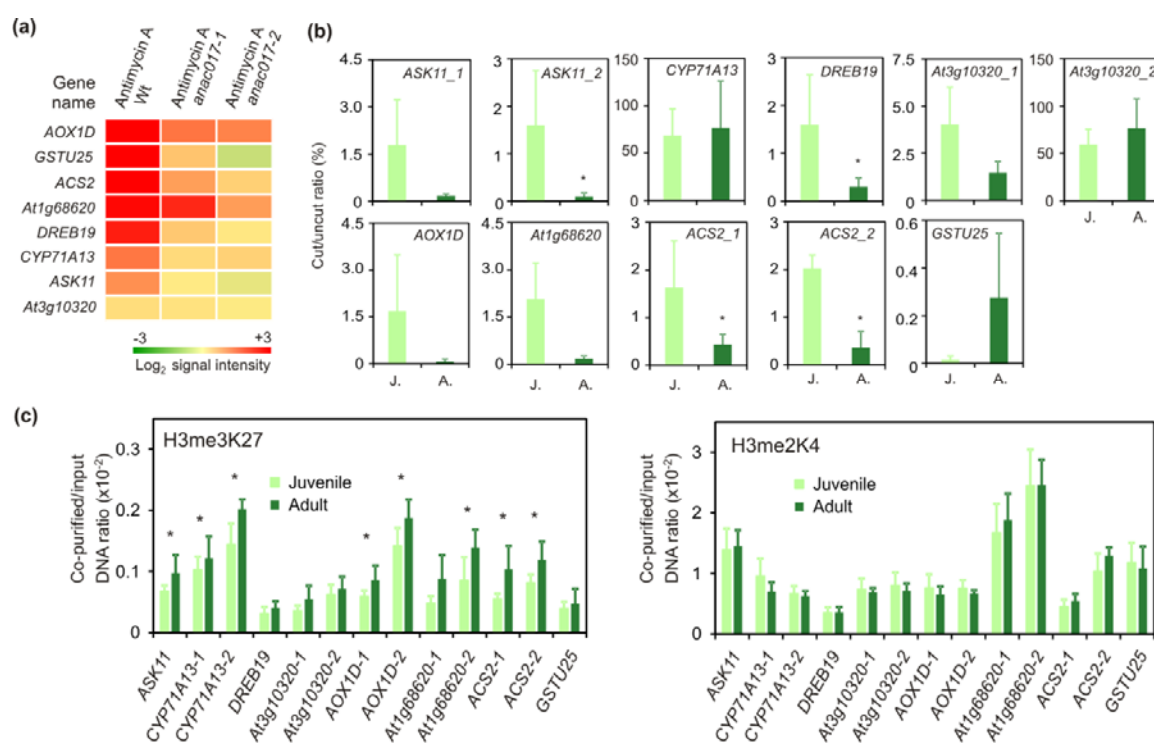 (a)
Gene
name
Antimycin A
Wt
Antimycin A
anac017-1
Antimycin A
anac017-2
AOX1D
GSTU25
ACS2
At1g68620
DREB19
CYP71A13
ASK11
At3g10320
-3 +3
Log2 signal intensity
(b)
Cut/uncut ratio (%)
4.5
3.0
1.5
0
ASK11_1
3
2
1
0
ASK11_2
*
150
100
50
0
CYP71A13
3
2
1
0
DREB19
*
7.5
5.0
2.5
0
At3g10320_1
150
100
50
0
At3g10320_2
J. A.
4.5
3.0
1.5
0
AOX1D
J. A.
4.5
3.0
1.5
0
At1g68620
J. A.
3
2
1
0
ACS2_1
*
J. A.
3
2
1
0
ACS2_2
*
J. A.
0.6
0.4
0.2
0
GSTU25
J. A.
(c)
Co-purified/input
DNA ratio (x10-2)
0.3
0.2
0.1
0
H3me3K27
Juvenile
Adult
* * * * * * * *
ASK11
CYP71A13-1
CYP71A13-2
DREB19
At3g10320-1
At3g10320-2
AOX1D-1
AOX1D-2
At1g68620-1
At1g68620-2
ACS2-1
ACS2-2
GSTU25
Co-purified/input
DNA ratio (x10-2)
3
2
1
0
H3me2K4
Juvenile
Adult
ASK11
CYP71A13-1
CYP71A13-2
DREB19
At3g10320-1
At3g10320-2
AOX1D-1
AOX1D-2
At1g68620-1
At1g68620-2
ACS2-1
ACS2-2
GSTU25